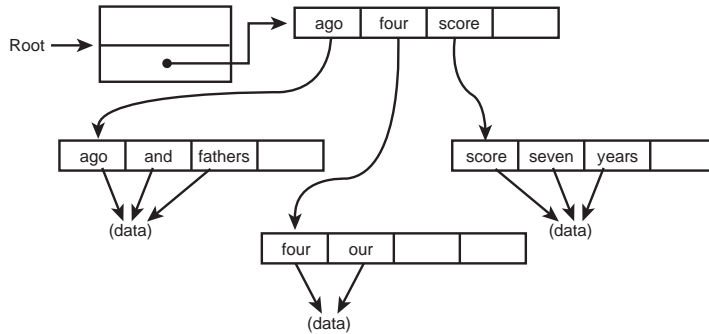 ago four score
Root
ago and fathers
score seven years
(data)
(data)
four our
(data)